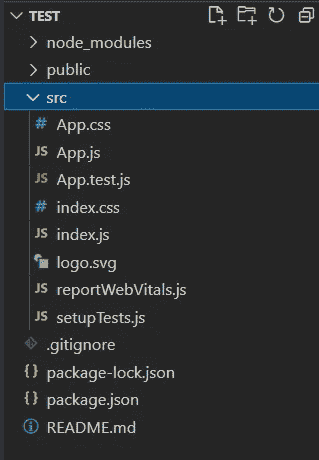 TEST
node_modules
public
src
# App.css
JS App.js
JS App.test.js
# index.css
JS index.js
logo.svg
JS reportWebVitals.js
JS setupTests.js
.gitignore
{} package-lock.json
{} package.json
README.md